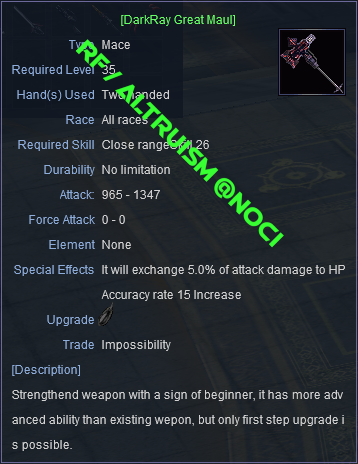 [DarkRay Great Maul]
Type Mace
Required Level 35
Hand(s) Used Two handed
Race All races
Required Skill Close range Skill 26
Durability No limitation
Attack: 965 - 1347
Force Attack 0 - 0
Element None
Special Effects It will exchange 5.0% of attack damage to HP
Accuracy rate 15 Increase
Upgrade
Trade Impossibility
[Description]
Strengthend weapon with a sign of beginner, it has more adv
anced ability than existing wepon, but only first step upgrade i
s possible.
RF/ ALTRUISM @NOCI